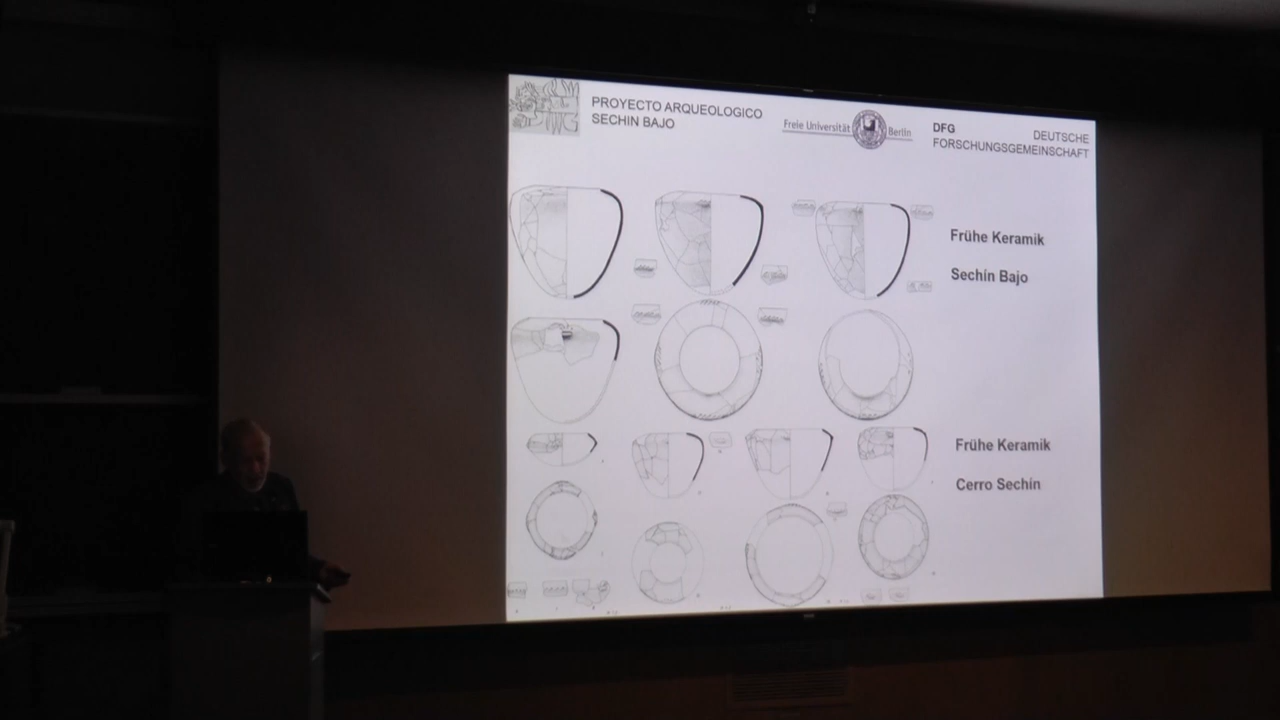 PROYECTO ARQUEOLOGICO
SECHIN BAJO
Freie Universität Berlin
DFG DEUTSCHE
FORSCHUNGSGEMEINSCHAFT
Frühe Keramik
Sechín Bajo
Frühe Keramik
Cerro Sechín